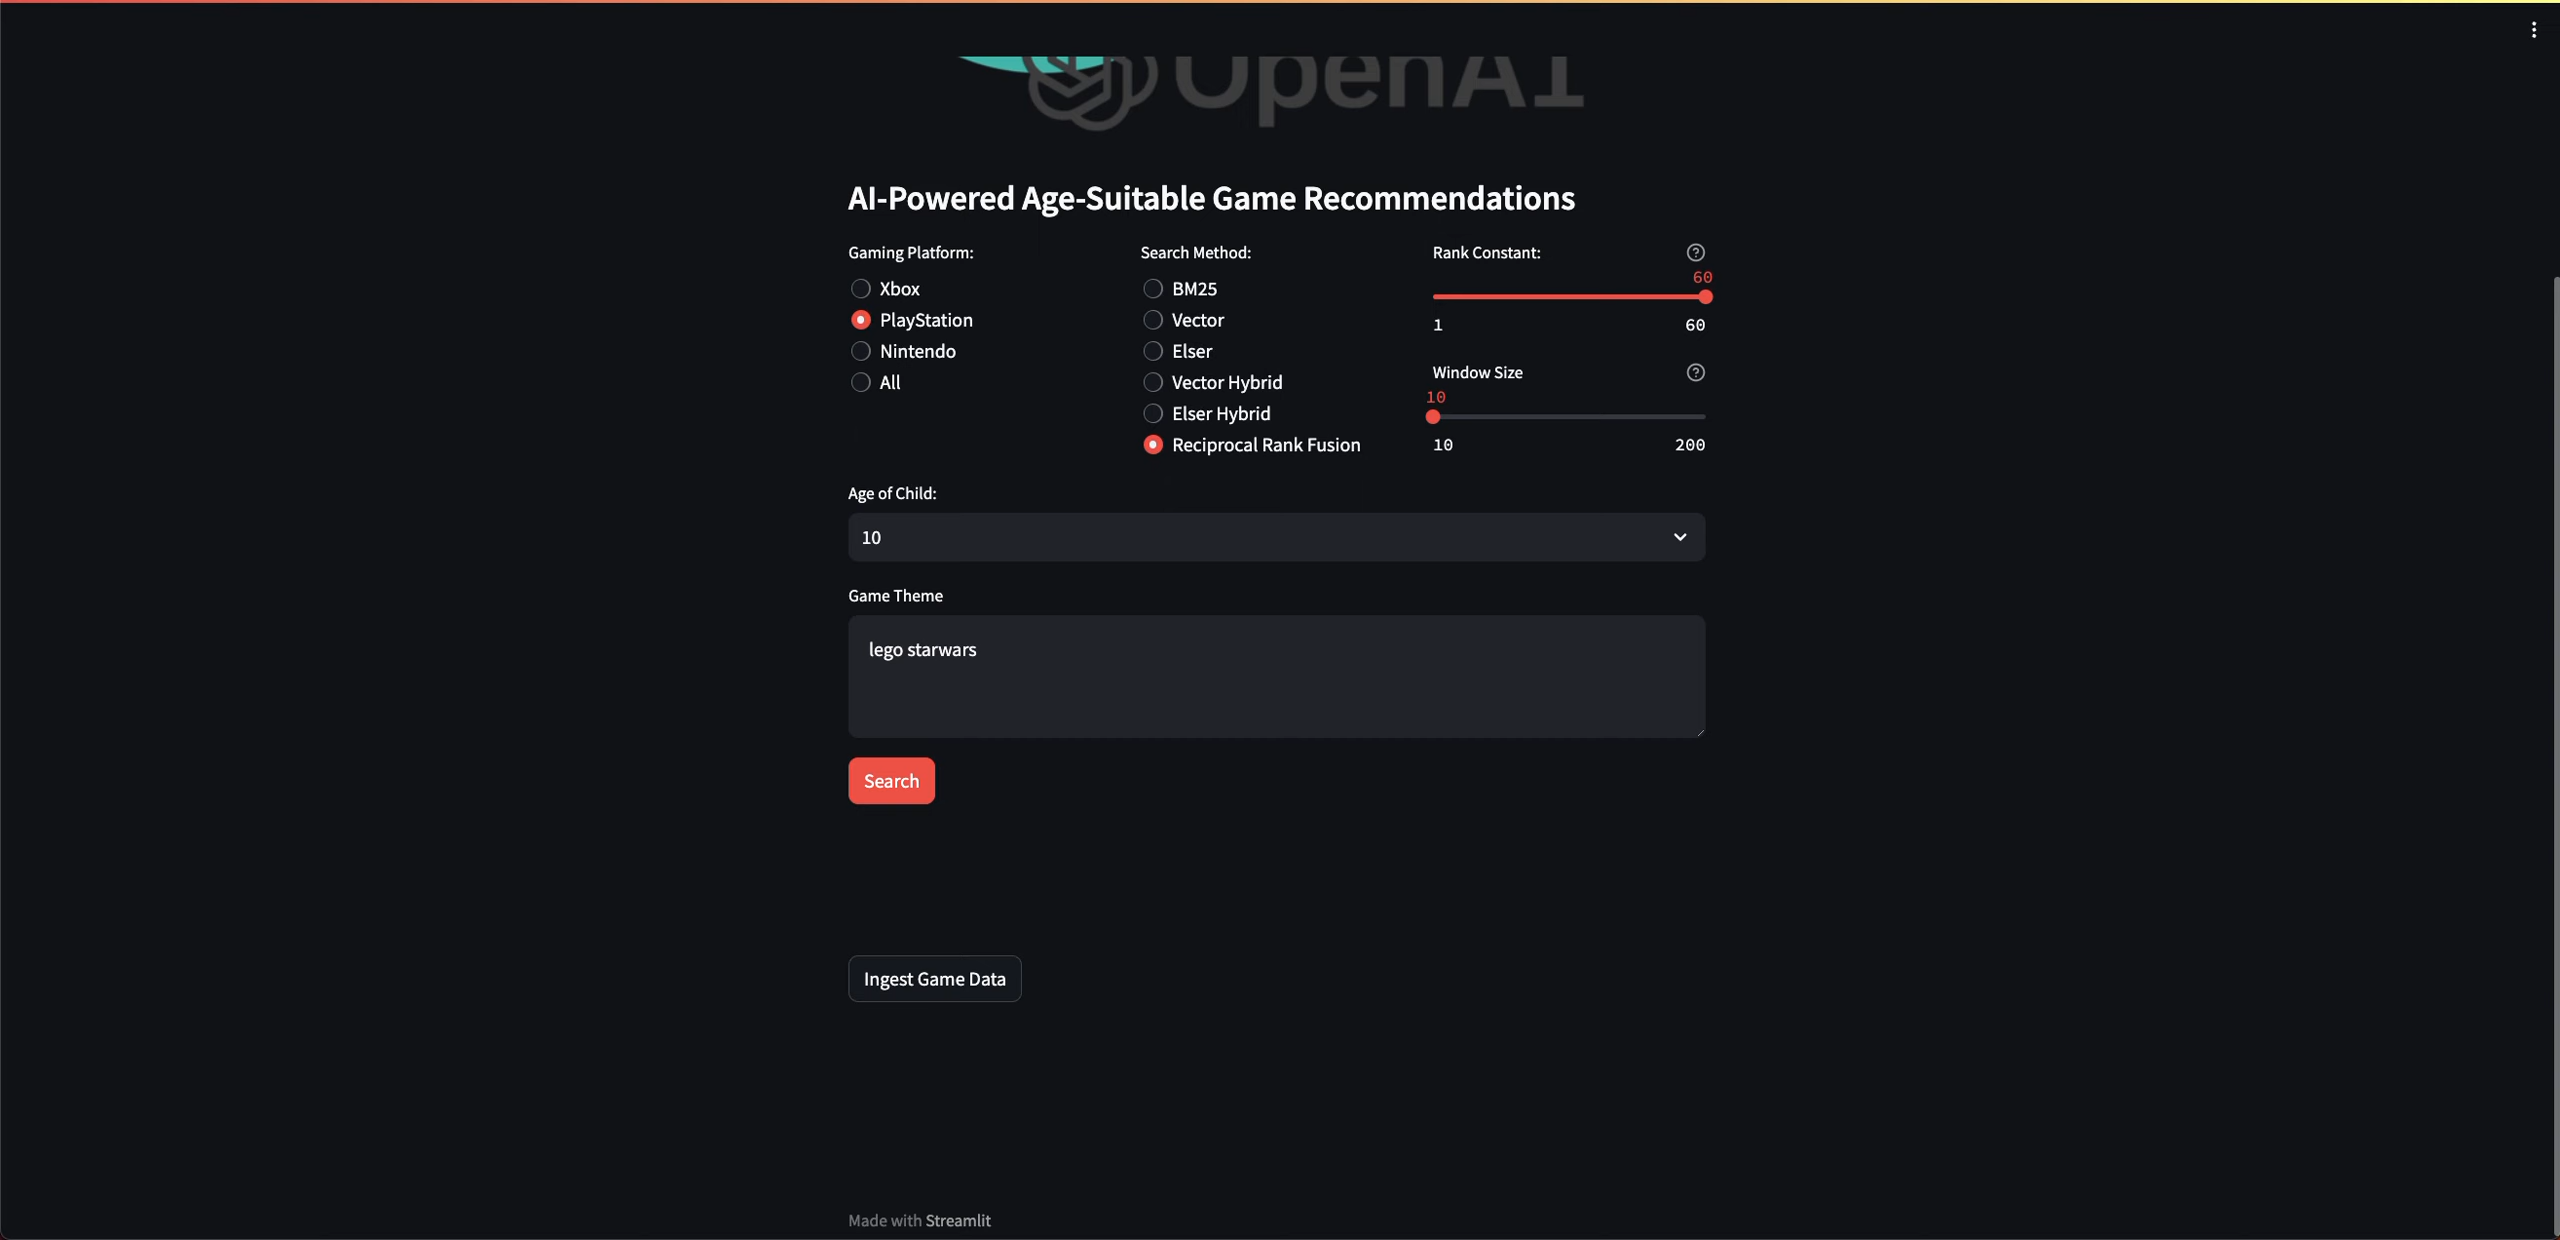 OpenAI
AI-Powered Age-Suitable Game Recommendations
Gaming Platform:
Xbox
PlayStation
Nintendo
All
Search Method:
BM25
Vector
Elser
Vector Hybrid
Elser Hybrid
Reciprocal Rank Fusion
Rank Constant:
60
1 60
Window Size
10
10 200
Age of Child:
10
Game Theme
lego starwars
Search
Ingest Game Data
Made with Streamlit